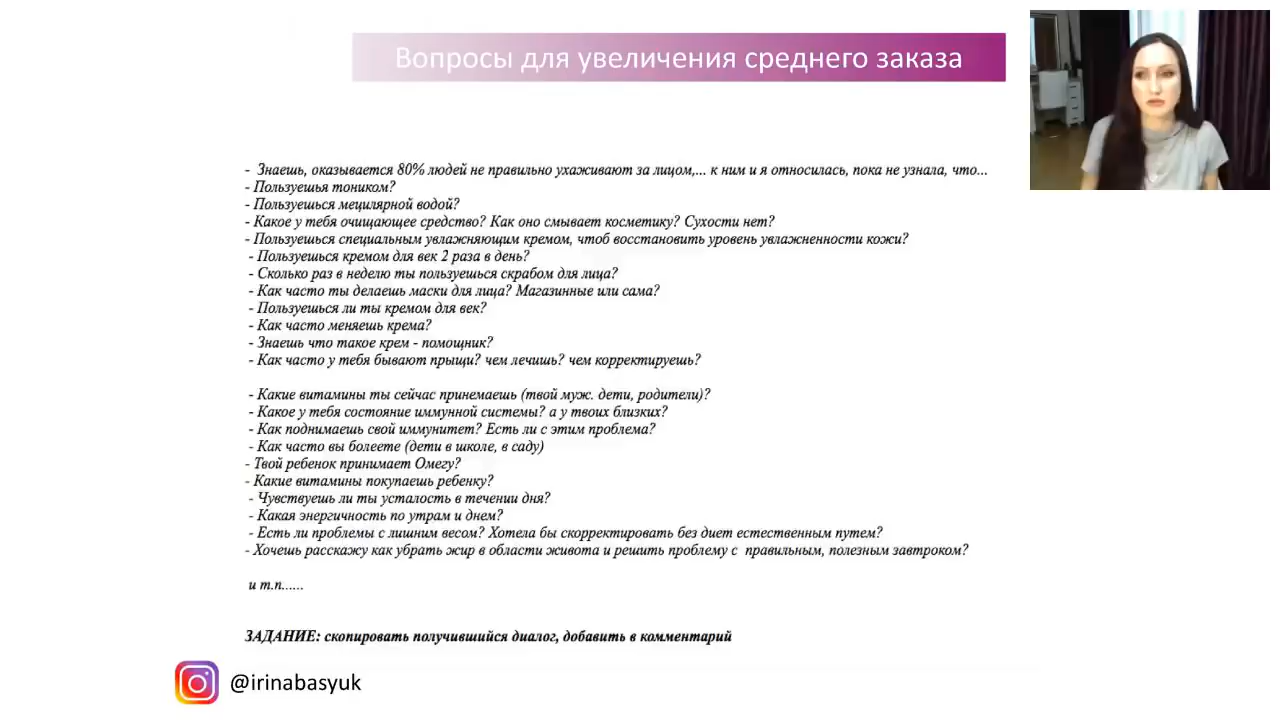 Вопросы для увеличения среднего заказа
- Знаешь, оказывается 80% людей не правильно ухаживают за лицом,... к ним и я относилась, пока не узнала, что...
- Пользуешья тоником?
- Пользуешься мецилярной водой?
- Какое у тебя очищающее средство? Как оно смывает косметику? Сухости нет?
- Пользуешься специальным увлажняющим кремом, чтоб восстановить уровень увлажненности кожи?
- Пользуешься кремом для век 2 раза в день?
- Сколько раз в неделю ты пользуешься скрабом для лица?
- Как часто ты делаешь маски для лица? Магазинные или сама?
- Пользуешься ли ты кремом для век?
- Как часто меняешь крема?
- Знаешь что такое крем - помощник?
- Как часто у тебя бывают прыщи? чем лечишь? чем корректируешь?
- Какие витамины ты сейчас принемаешь (твой муж. дети, родители)?
- Какое у тебя состояние иммунной системы? а у твоих близких?
- Как поднимаешь свой иммунитет? Есть ли с этим проблема?
- Как часто вы болеете (дети в школе, в саду)
- Твой ребенок принимает Омегу?
- Какие витамины покупаешь ребенку?
- Чувствуешь ли ты усталость в течении дня?
- Какая энергичность по утрам и днем?
- Есть ли проблемы с лишним весом? Хотела бы скорректировать без диет естественным путем?
- Хочешь расскажу как убрать жир в области живота и решить проблему с правильным, полезным завтроком?
и т.п......
ЗАДАНИЕ: скопировать получившийся диалог, добавить в комментарий
@irinabasyuk